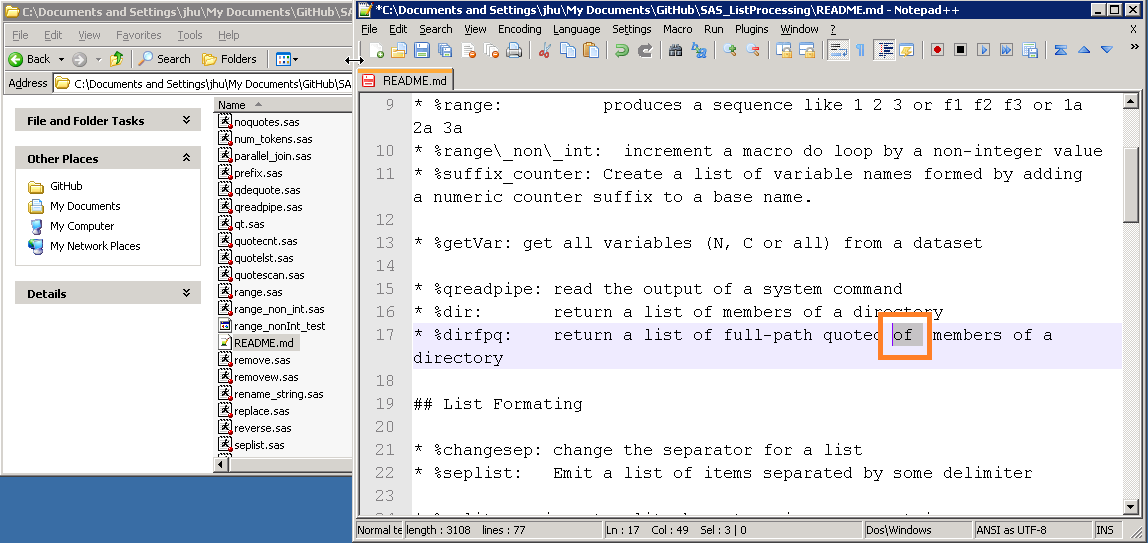 C:\Documents and Settings\jhu\My Documents\GitHub\SAS_
File Edit View Favorites Tools Help
Back Search Folders
Address C:\Documents and Settings\jhu\My Documents\GitHub\SA
File and Folder Tasks
Other Places
GitHub
My Documents
My Computer
My Network Places
Details
Name
noquotes.sas
num_tokens.sas
parallel_join.sas
prefix.sas
qdequote.sas
qreadpipe.sas
qt.sas
quotecnt.sas
quotelst.sas
quotescan.sas
range.sas
range_non_int.sas
range_nonInt_test
README.md
remove.sas
removew.sas
rename_string.sas
replace.sas
reverse.sas
seplist.sas
*C:\Documents and Settings\jhu\My Documents\GitHub\SAS_ListProcessing\README.md - Notepad++
File Edit Search View Encoding Language Settings Macro Run Plugins Window ? X
README.md
9 * %range: produces a sequence like 1 2 3 or f1 f2 f3 or 1a
2a 3a
10 * %range\_non\_int: increment a macro do loop by a non-integer value
11 * %suffix_counter: Create a list of variable names formed by adding
a numeric counter suffix to a base name.
12
13 * %getVar: get all variables (N, C or all) from a dataset
14
15 * %qreadpipe: read the output of a system command
16 * %dir: return a list of members of a directory
17 * %dirfpq: return a list of full-path quoted of members of a
directory
18
19 ## List Formating
20
21 * %changesep: change the separator for a list
22 * %seplist: Emit a list of items separated by some delimiter
23
Normal te length : 3108 lines : 77 Ln : 17 Col : 49 Sel : 3 | 0 Dos\Windows ANSI as UTF-8 INS